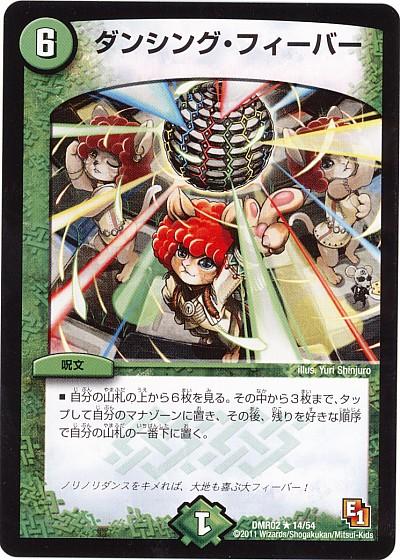 6
ダンシング・フィーバー
illus. Yuri Shinjuro
呪文
■ 自分の山札の上から6枚を見る。その中から3枚まで、タッ
プして自分のマナゾーンに置き、その後、残りを好きな順序
で自分の山札の一番下に置く。
ノリノリダンスをキメれば、大地も喜ぶ大フィーバー!
1
DMR02 ★ 14/54
©2011 Wizards/Shogakukan/Mitsui-Kids
E1